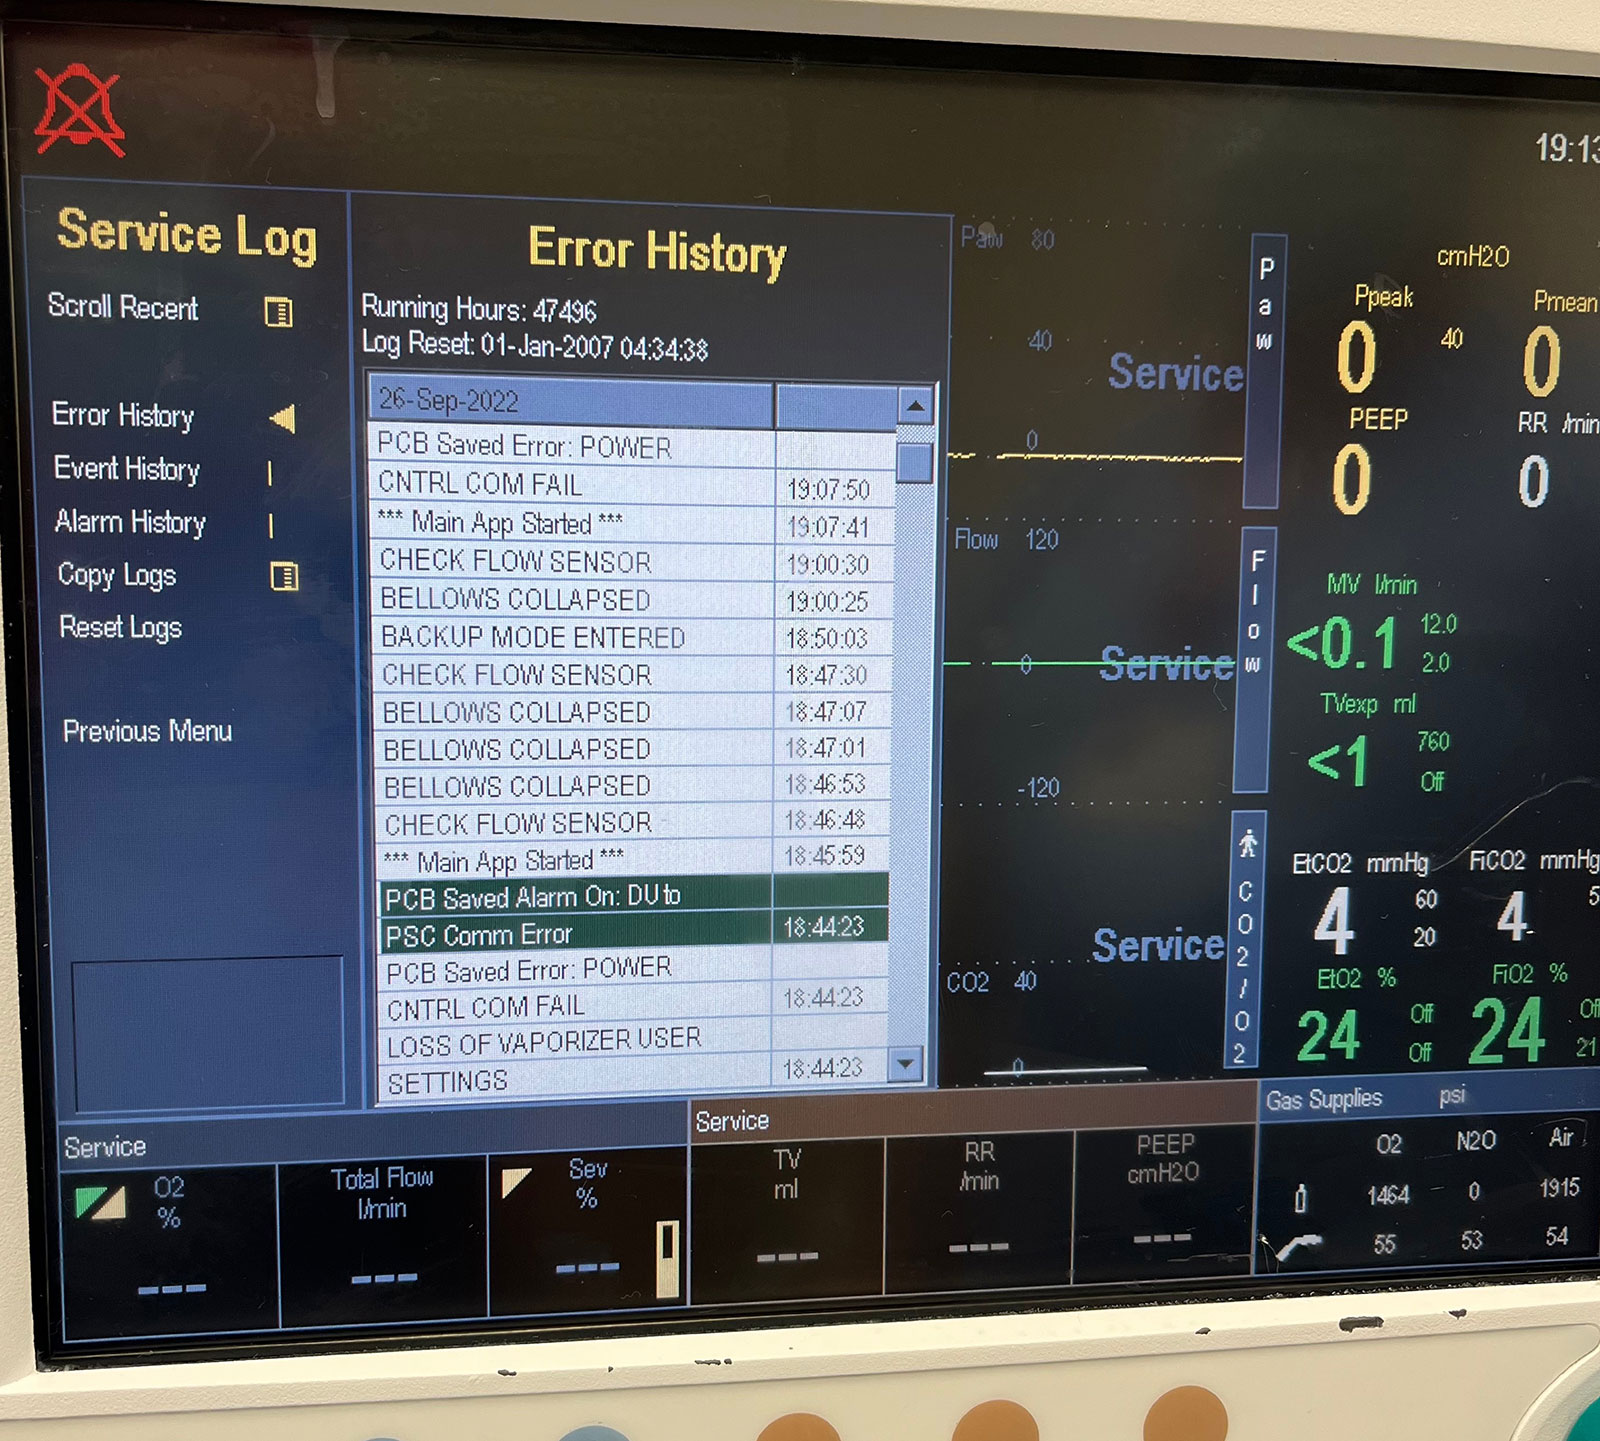 19:13
Service Log
Scroll Recent
Error History
Event History
Alarm History
Copy Logs
Reset Logs
Previous Menu
Error History
Running Hours: 47496
Log Reset: 01-Jan-2007 04:34:38
26-Sep-2022
PCB Saved Error: POWER
CNTRL COM FAIL 19:07:50
*** Main App Started *** 19:07:41
CHECK FLOW SENSOR 19:00:30
BELLOWS COLLAPSED 19:00:25
BACKUP MODE ENTERED 18:50:03
CHECK FLOW SENSOR 18:47:30
BELLOWS COLLAPSED 18:47:07
BELLOWS COLLAPSED 18:47:01
BELLOWS COLLAPSED 18:46:53
CHECK FLOW SENSOR 18:46:48
*** Main App Started *** 18:45:59
PCB Saved Alarm On: DU to
PSC Comm Error 18:44:23
PCB Saved Error: POWER
CNTRL COM FAIL 18:44:23
LOSS OF VAPORIZER USER
SETTINGS 18:44:23
Paw 80
40
Service
0
Flow 120
0
Service
-120
Service
CO2 40
0
Paw
Flow
CO2/O2
cmH2O
Ppeak
Pmean
0 40 0
PEEP RR /min
0 0
MV l/min
<0.1 12.0
2.0
TVexp ml
<1 760
Off
EtCO2 mmHg FiCO2 mmHg
4 60 4 5
20
EtO2 % FiO2 %
24 Off 24
Off 21
Service
O2
%
---
Total Flow
l/min
---
Sev
%
---
Service
TV
ml
---
RR
/min
---
PEEP
cmH2O
---
Gas Supplies psi
O2 N2O Air
1464 0 1915
55 53 54